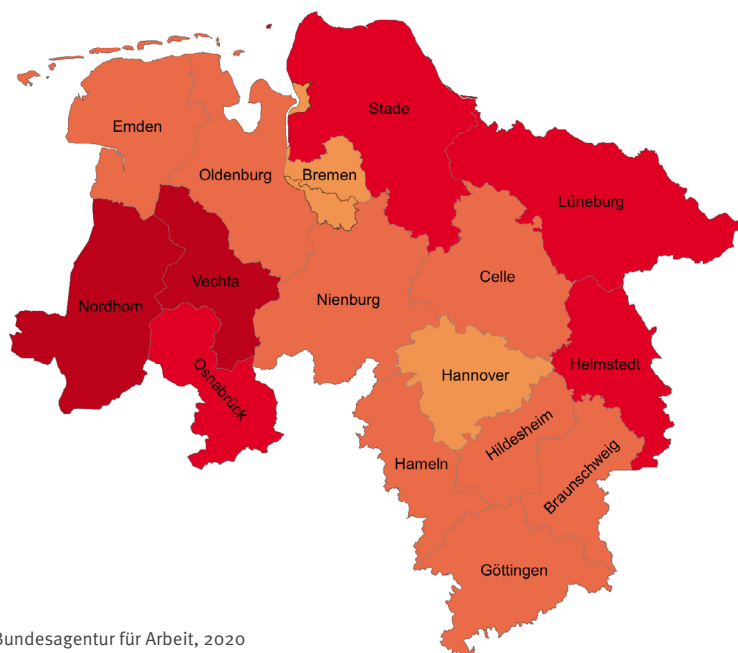 Stade
Emden
Oldenburg
Bremen
Lüneburg
Vechta
Celle
Nordhorn
Nienburg
Helmstedt
Hannover
Osnabrück
Hildesheim
Hameln
Braunschweig
Göttingen
Bundesagentur für Arbeit, 2020